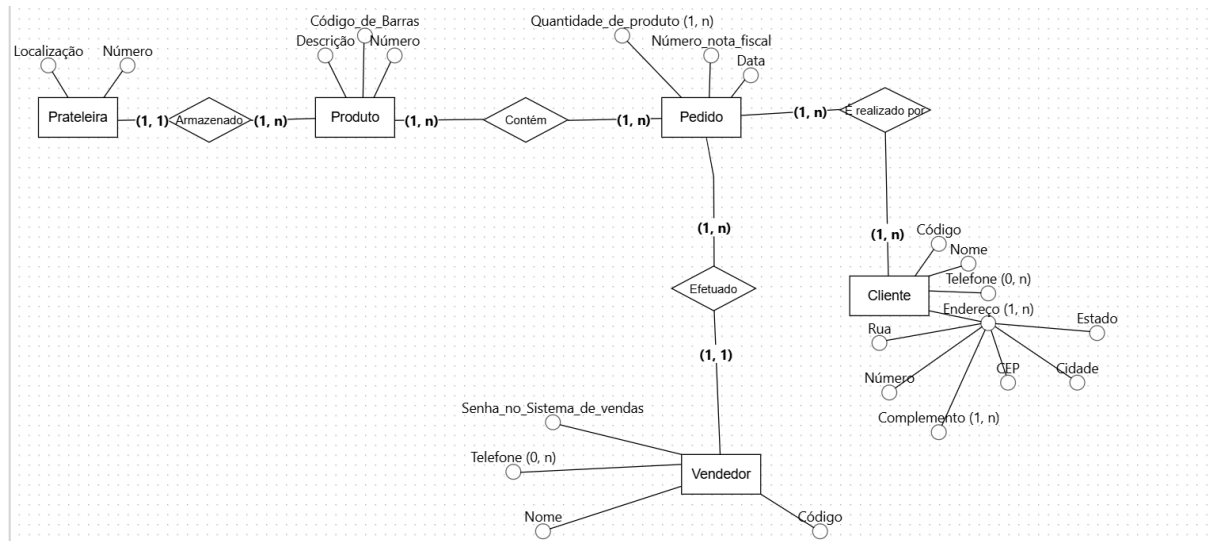 Código_de_Barras
Quantidade_de_produto (1, n)
Descrição
Número
Número_nota_fiscal
Localização
Número
Data
Prateleira
(1, 1)
Armazenado
(1, n)
Produto
(1, n)
Contém
(1, n)
Pedido
(1, n)
É realizado por
(1, n)
(1, n)
Código
Nome
Telefone (0, n)
Cliente
Efetuado
Endereço (1, n)
Estado
Rua
(1, 1)
CEP
Cidade
Número
Complemento (1, n)
Senha_no_Sistema_de_vendas
Telefone (0, n)
Vendedor
Nome
Código